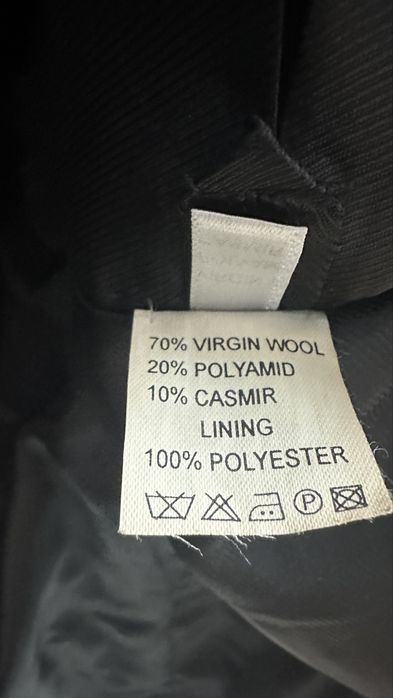 70% VIRGIN WOOL
20% POLYAMID
10% CASMIR
LINING
100% POLYESTER
P